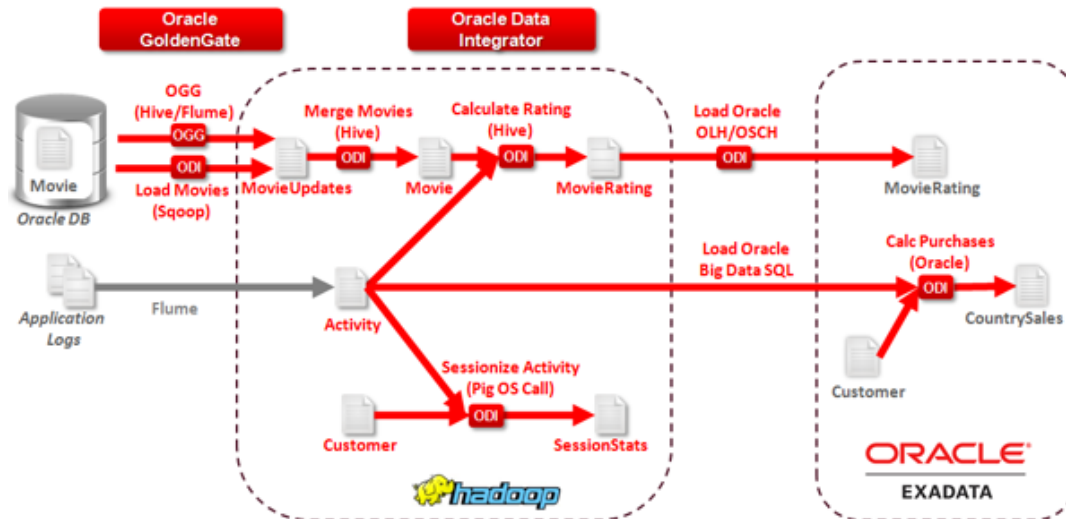 Oracle
GoldenGate
Oracle Data
Integrator
OGG
(Hive/Flume)
OGG
ODI
Load Movies
(Sqoop)
Movie
Oracle DB
MovieUpdates
Merge Movies
(Hive)
ODI
Movie
Calculate Rating
(Hive)
ODI
MovieRating
Load Oracle
OLH/OSCH
ODI
MovieRating
Application
Logs
Flume
Activity
Load Oracle
Big Data SQL
Calc Purchases
(Oracle)
ODI
CountrySales
Customer
Sessionize Activity
(Pig OS Call)
Customer
ODI
SessionStats
hadoop
ORACLE®
EXADATA